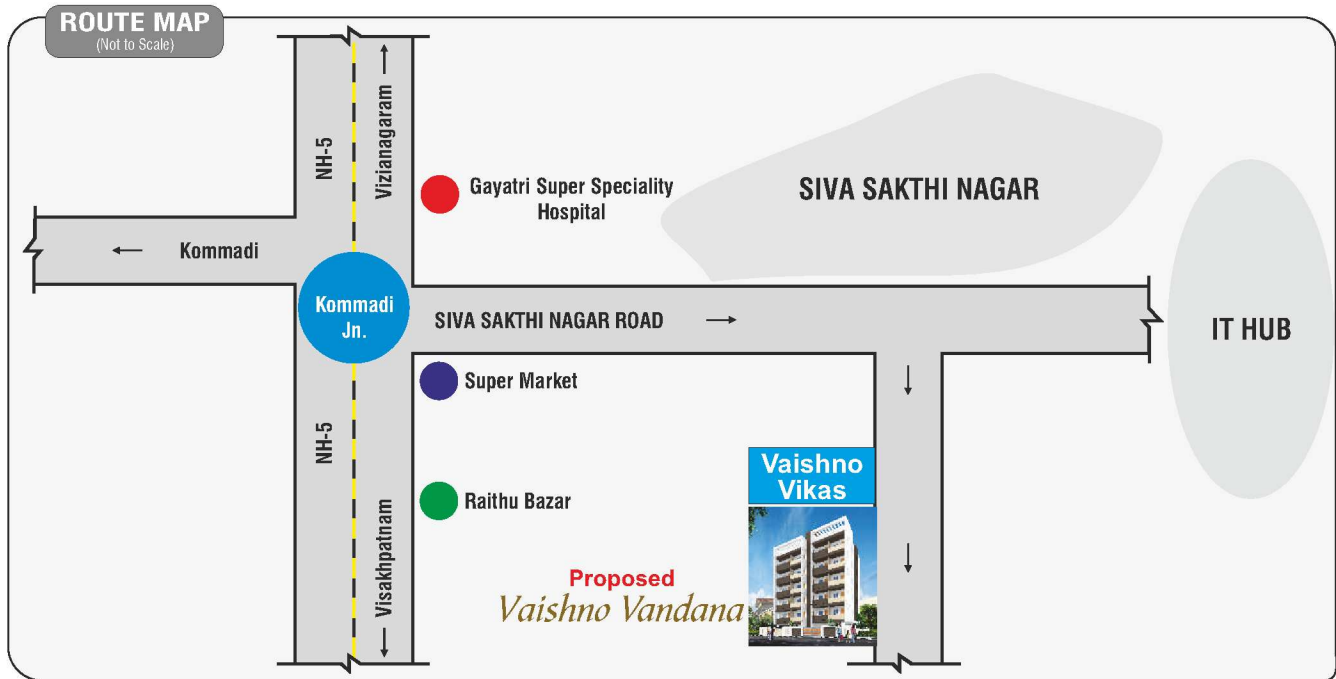 ROUTE MAP
(Not to Scale)
NH-5
Vizianagaram
Gayatri Super Speciality
Hospital
SIVA SAKTHI NAGAR
Kommadi
Kommadi
Jn.
SIVA SAKTHI NAGAR ROAD
IT HUB
Super Market
NH-5
Visakhpatnam
Raithu Bazar
Vaishno
Vikas
Proposed
Vaishno Vandana